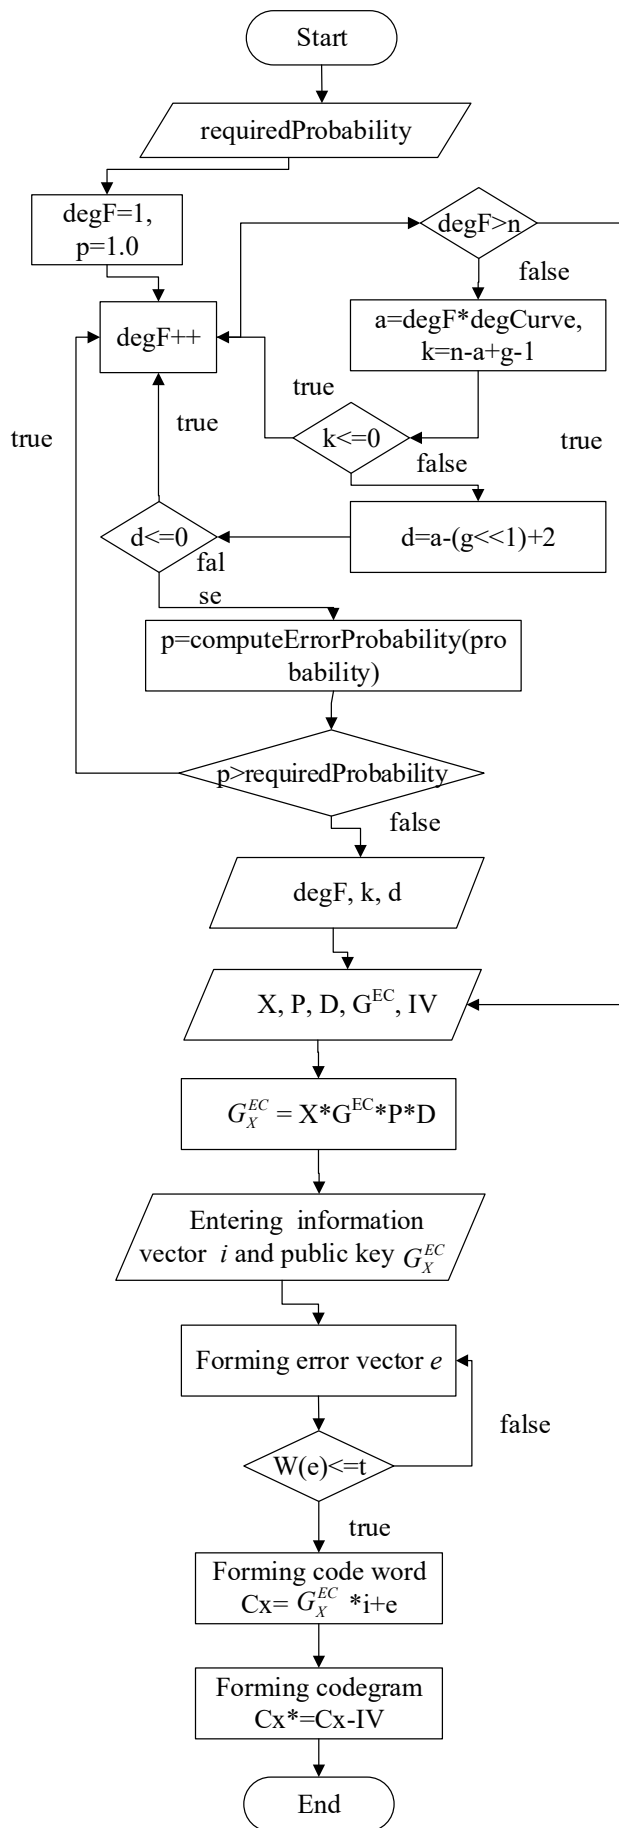 Start
requiredProbability
degF=1,
p=1.0
degF>n
false
degF++
a=degF*degCurve,
k=n-a+g-1
true
true
true
k<=0
true
false
d<=0
d=a-(g<<1)+2
fal
se
p=computeErrorProbability(pro
bability)
p>requiredProbability
false
degF, k, d
X, P, D, G^EC, IV
G_X^EC = X*G^EC*P*D
Entering information
vector i and public key G_X^EC
Forming error vector e
false
W(e)<=t
true
Forming code word
Cx= G_X^EC *i+e
Forming codegram
Cx*=Cx-IV
End